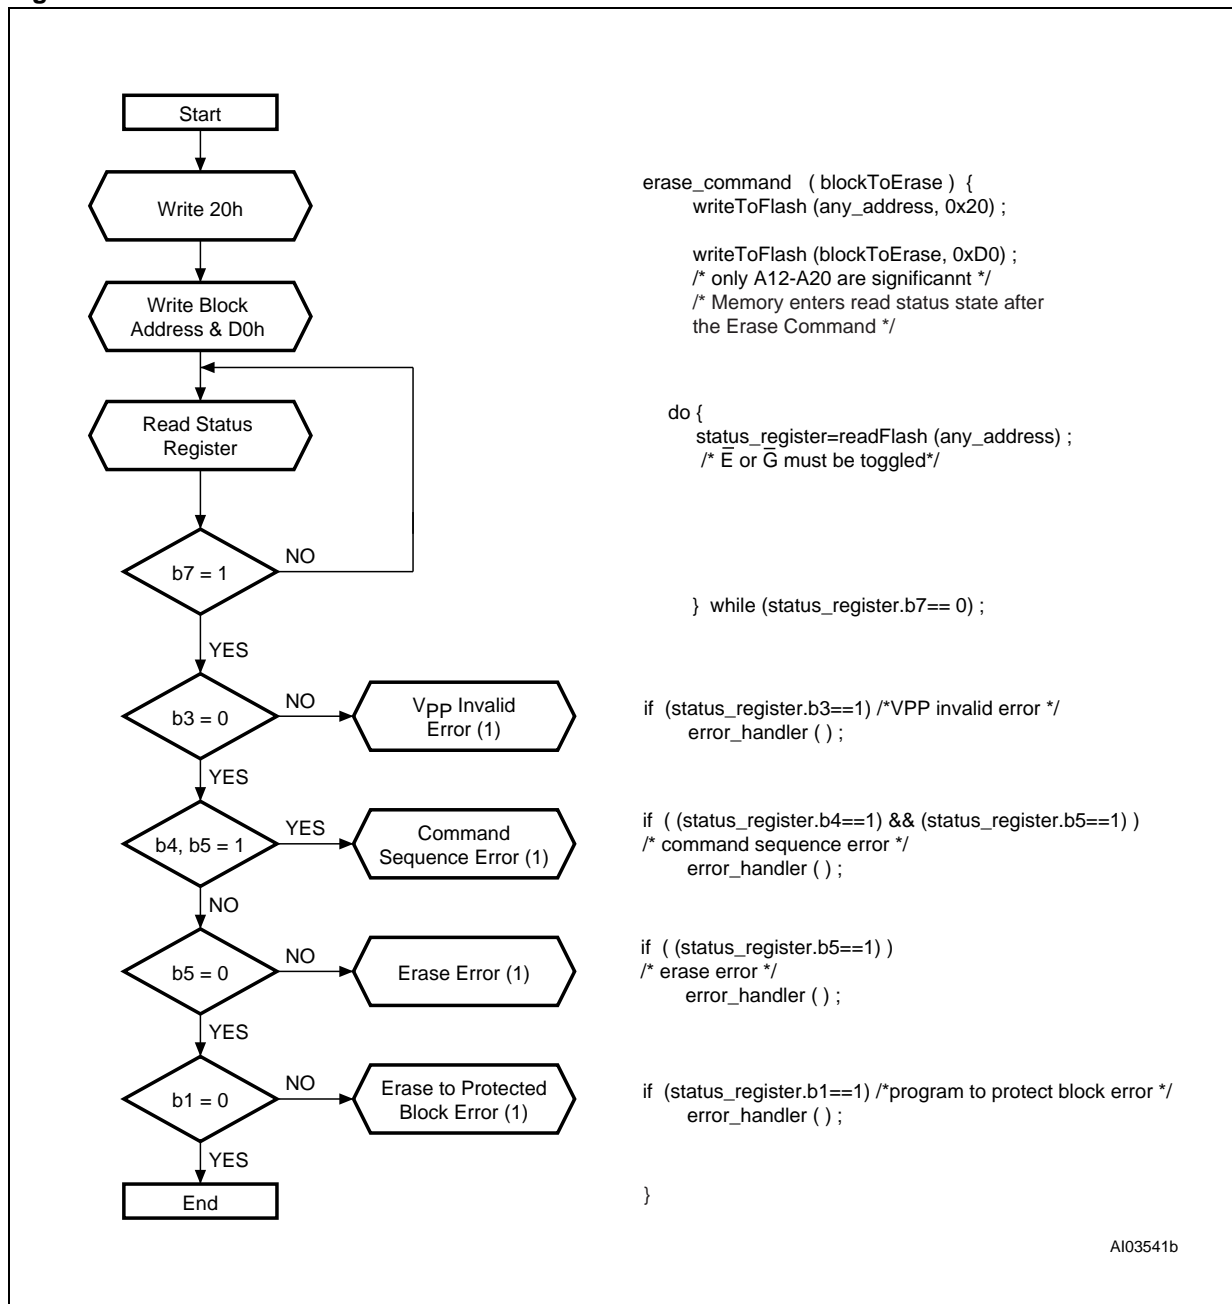 Start
Write 20h
Write Block
Address & D0h
Read Status
Register
b7 = 1
NO
YES
b3 = 0
NO
VPP Invalid
Error (1)
YES
b4, b5 = 1
YES
Command
Sequence Error (1)
NO
b5 = 0
NO
Erase Error (1)
YES
b1 = 0
NO
Erase to Protected
Block Error (1)
YES
End
erase_command ( blockToErase ) {
writeToFlash (any_address, 0x20) ;
writeToFlash (blockToErase, 0xD0) ;
/* only A12-A20 are significannt */
/* Memory enters read status state after
the Erase Command */
do {
status_register=readFlash (any_address) ;
/* E̅ or G̅ must be toggled*/
} while (status_register.b7== 0) ;
if (status_register.b3==1) /*VPP invalid error */
error_handler ( ) ;
if ( (status_register.b4==1) && (status_register.b5==1) )
/* command sequence error */
error_handler ( ) ;
if ( (status_register.b5==1) )
/* erase error */
error_handler ( ) ;
if (status_register.b1==1) /*program to protect block error */
error_handler ( ) ;
}
AI03541b